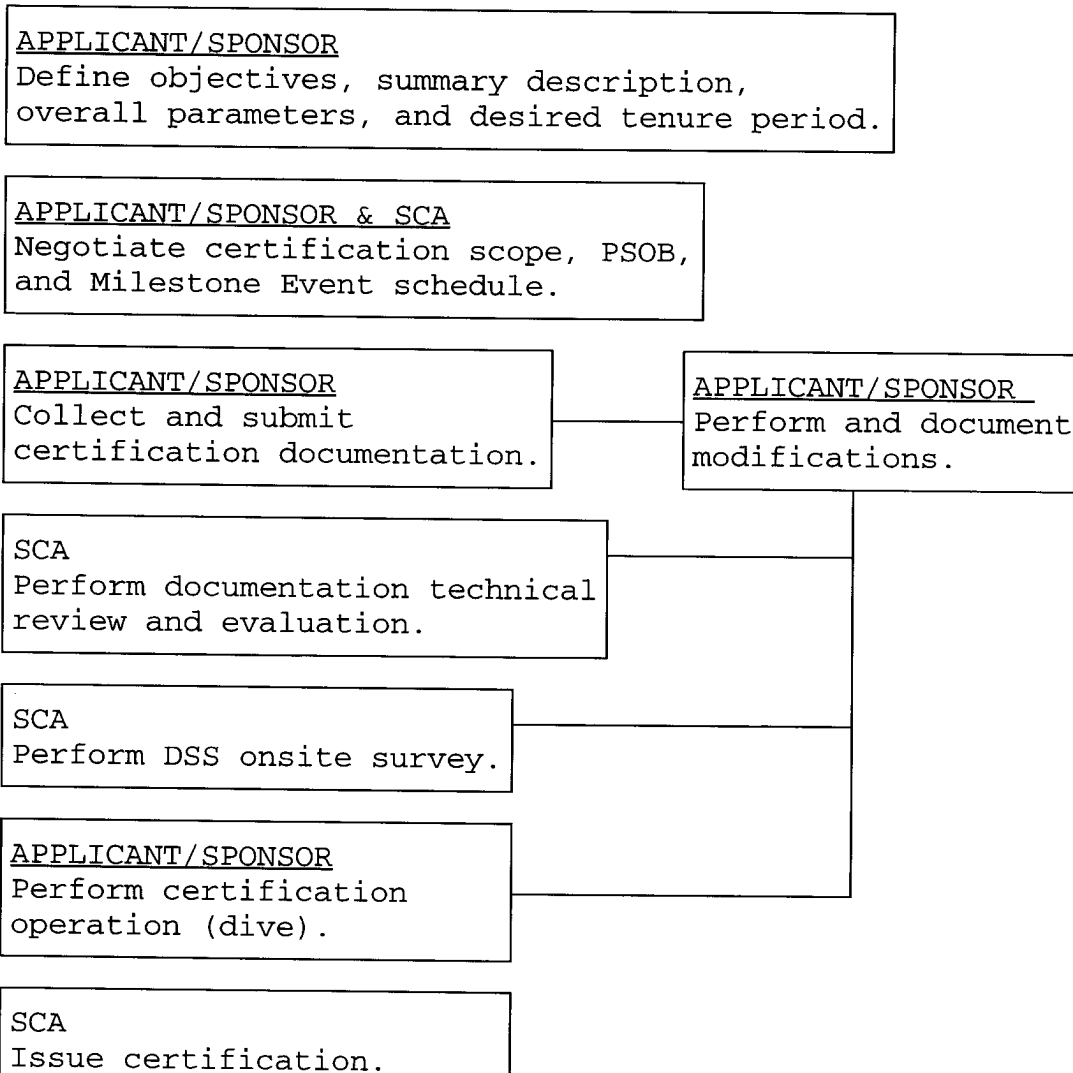 APPLICANT/SPONSOR
Define objectives, summary description,
overall parameters, and desired tenure period.
APPLICANT/SPONSOR & SCA
Negotiate certification scope, PSOB,
and Milestone Event schedule.
APPLICANT/SPONSOR
Collect and submit
certification documentation.
APPLICANT/SPONSOR
Perform and document
modifications.
SCA
Perform documentation technical
review and evaluation.
SCA
Perform DSS onsite survey.
APPLICANT/SPONSOR
Perform certification
operation (dive).
SCA
Issue certification.